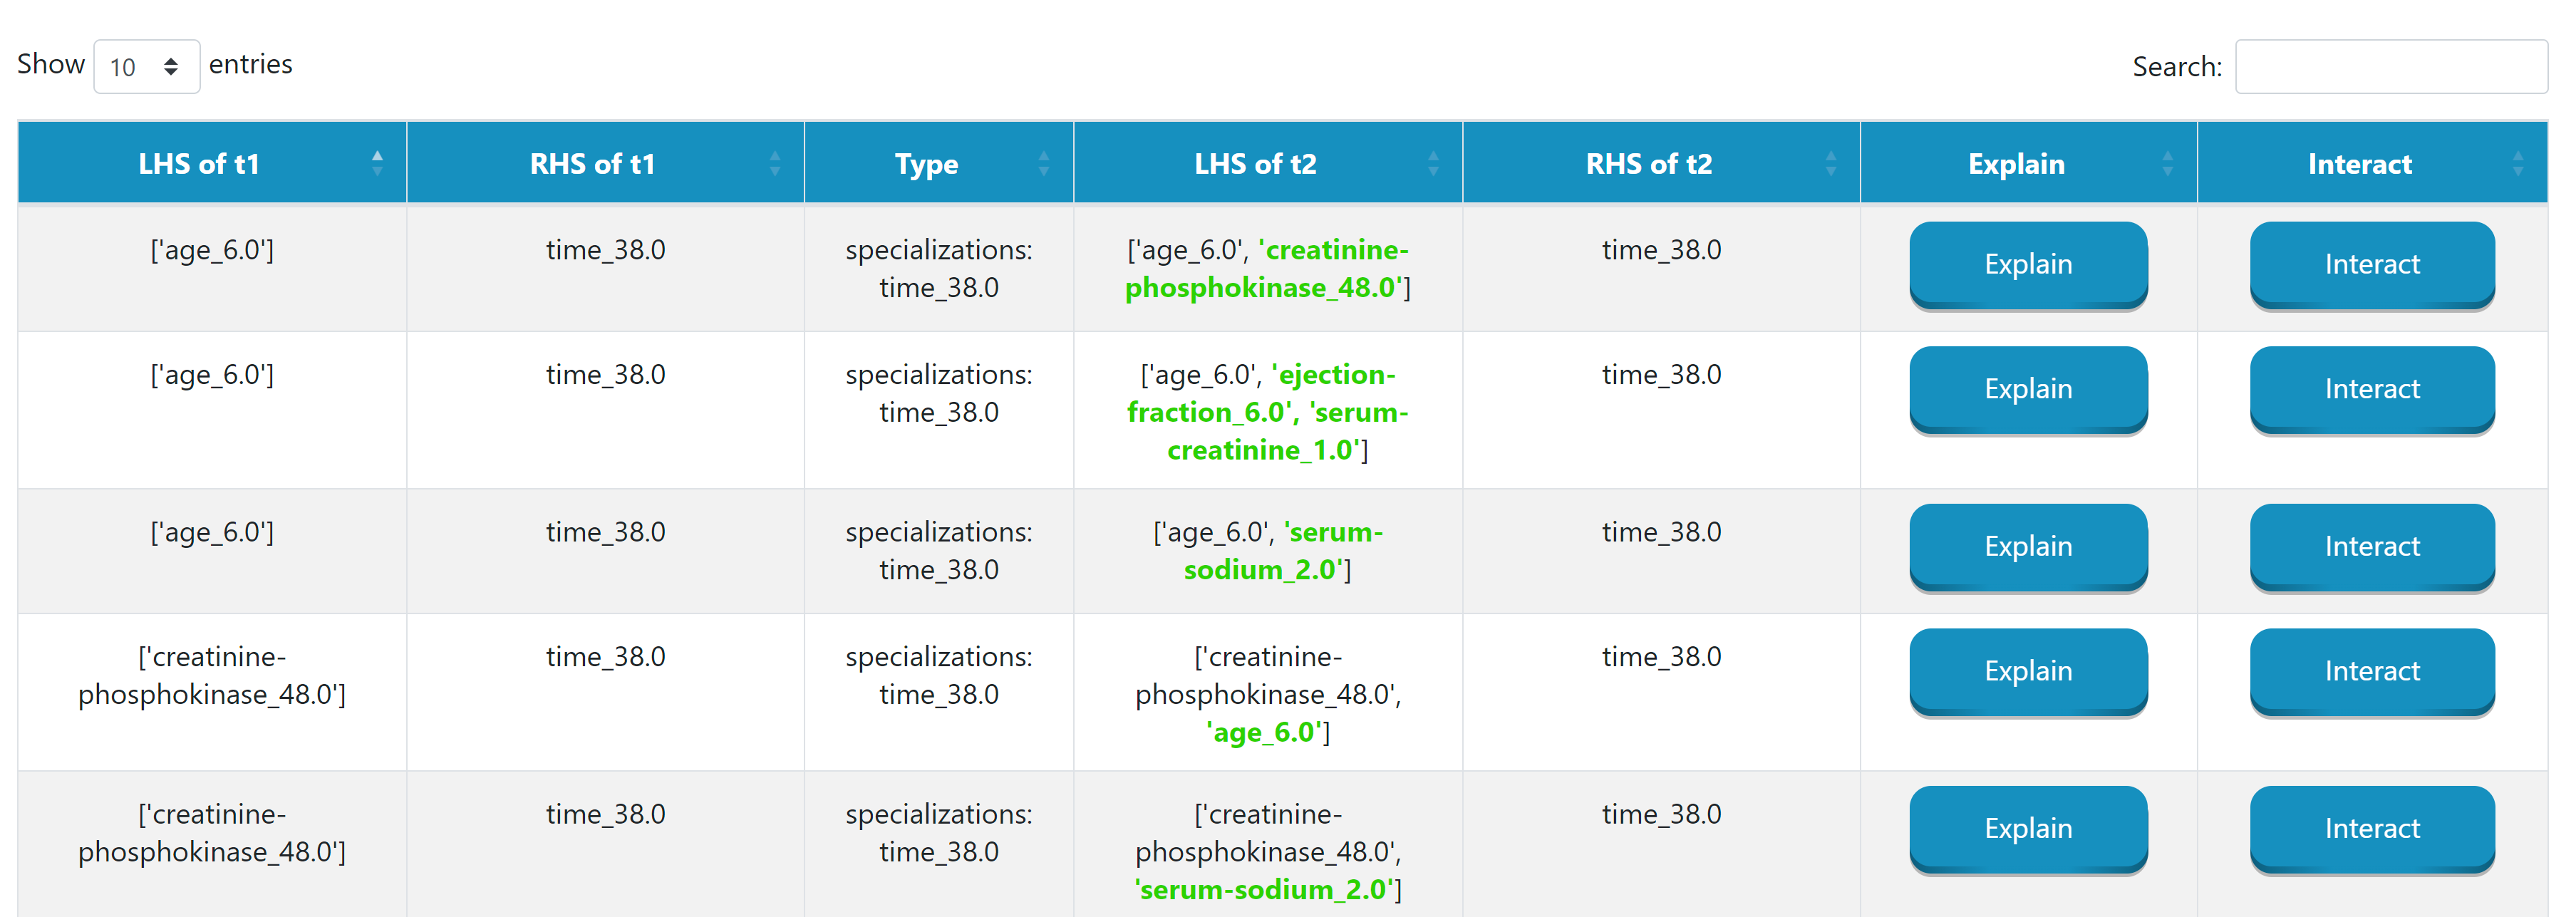 Show 10 entries
Search:
LHS of t1 RHS of t1 Type LHS of t2 RHS of t2 Explain Interact
['age_6.0'] time_38.0 specializations: ['age_6.0', 'creatinine- time_38.0 Explain Interact
time_38.0 phosphokinase_48.0']
['age_6.0'] time_38.0 specializations: ['age_6.0', 'ejection- time_38.0 Explain Interact
time_38.0 fraction_6.0', 'serum-
creatinine_1.0']
['age_6.0'] time_38.0 specializations: ['age_6.0', 'serum- time_38.0 Explain Interact
time_38.0 sodium_2.0']
['creatinine- time_38.0 specializations: ['creatinine- time_38.0 Explain Interact
phosphokinase_48.0'] time_38.0 phosphokinase_48.0',
'age_6.0']
['creatinine- time_38.0 specializations: ['creatinine- time_38.0 Explain Interact
phosphokinase_48.0'] time_38.0 phosphokinase_48.0',
'serum-sodium_2.0']